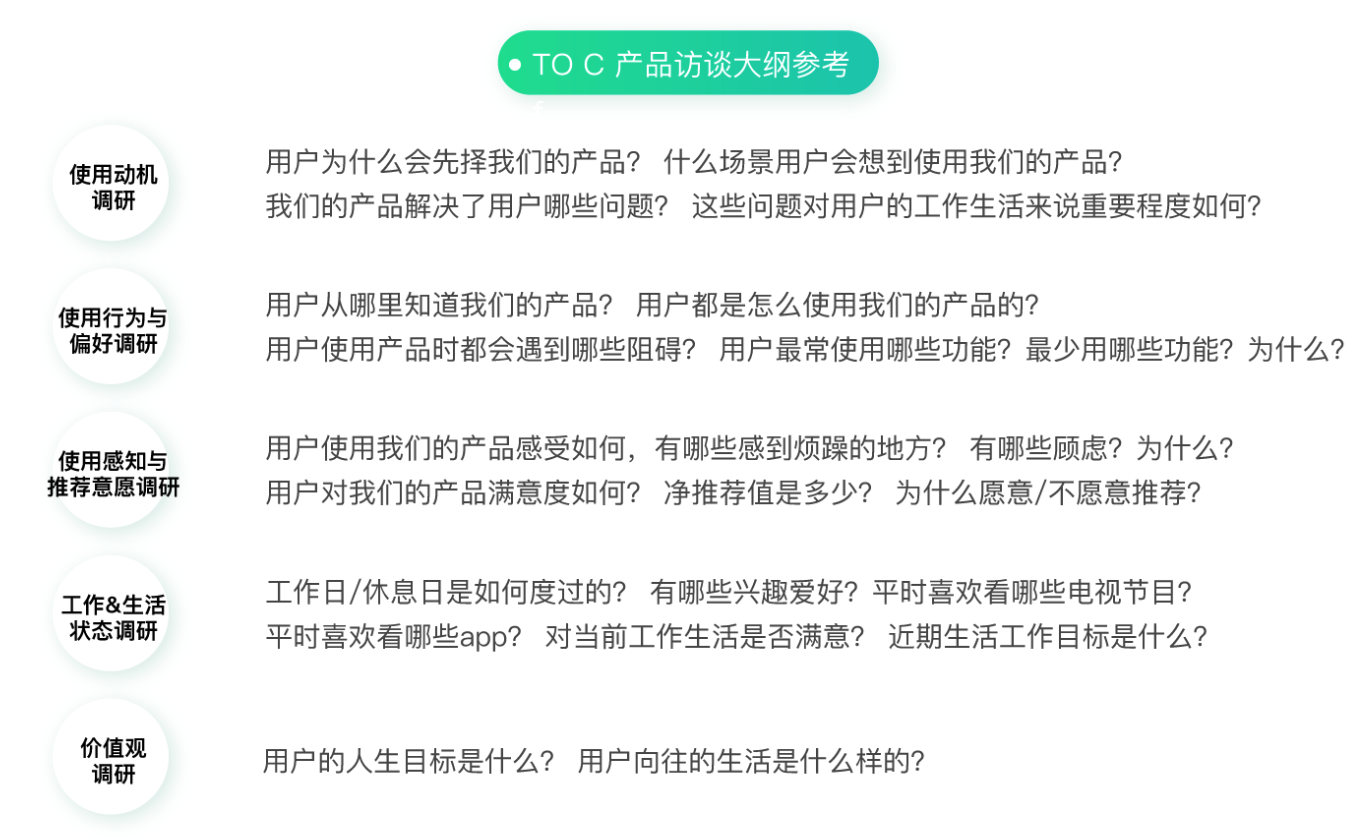 • TO C 产品访谈大纲参考
使用动机
调研
用户为什么会先择我们的产品? 什么场景用户会想到使用我们的产品?
我们的产品解决了用户哪些问题? 这些问题对用户的工作生活来说重要程度如何?
使用行为与
偏好调研
用户从哪里知道我们的产品? 用户都是怎么使用我们的产品的?
用户使用产品时都会遇到哪些阻碍? 用户最常使用哪些功能? 最少用哪些功能? 为什么?
使用感知与
推荐意愿调研
用户使用我们的产品感受如何，有哪些感到烦躁的地方? 有哪些顾虑? 为什么?
用户对我们的产品满意度如何? 净推荐值是多少? 为什么愿意/不愿意推荐?
工作&生活
状态调研
工作日/休息日是如何度过的? 有哪些兴趣爱好? 平时喜欢看哪些电视节目?
平时喜欢看哪些app? 对当前工作生活是否满意? 近期生活工作目标是什么?
价值观
调研
用户的人生目标是什么? 用户向往的生活是什么样的?